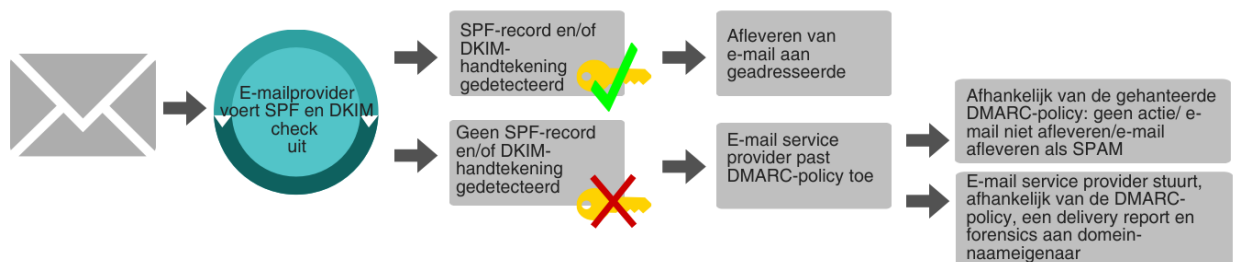 E-mailprovider
voert SPF en DKIM
check
uit
SPF-record en/of
DKIM-
handtekening
gedetecteerd
Afleveren van
e-mail aan
geadresseerde
Geen SPF-record
en/of DKIM-
handtekening
gedetecteerd
E-mail service
provider past
DMARC-policy toe
Afhankelijk van de gehanteerde
DMARC-policy: geen actie/ e-
mail niet afleveren/e-mail
afleveren als SPAM
E-mail service provider stuurt,
afhankelijk van de DMARC-
policy, een delivery report en
forensics aan domein-
naameigenaar